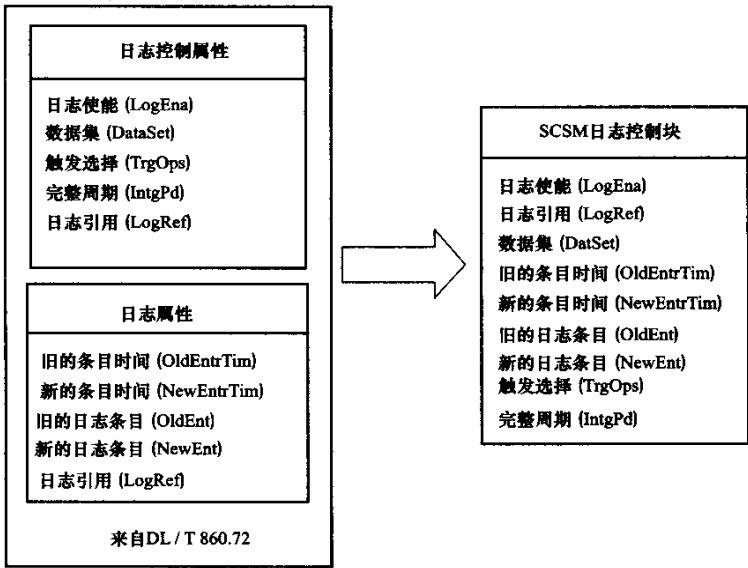 日志控制属性
日志使能 (LogEna)
数据集 (DataSet)
触发选择 (TrgOps)
完整周期 (IntgPd)
日志引用 (LogRef)
日志属性
旧的条目时间 (OldEntrTim)
新的条目时间 (NewEntrTim)
旧的日志条目 (OldEnt)
新的日志条目 (NewEnt)
日志引用 (LogRef)
来自DL / T 860.72
SCSM日志控制块
日志使能 (LogEna)
日志引用 (LogRef)
数据集 (DatSet)
旧的条目时间 (OldEntrTim)
新的条目时间 (NewEntrTim)
旧的日志条目 (OldEnt)
新的日志条目 (NewEnt)
触发选择 (TrgOps)
完整周期 (IntgPd)